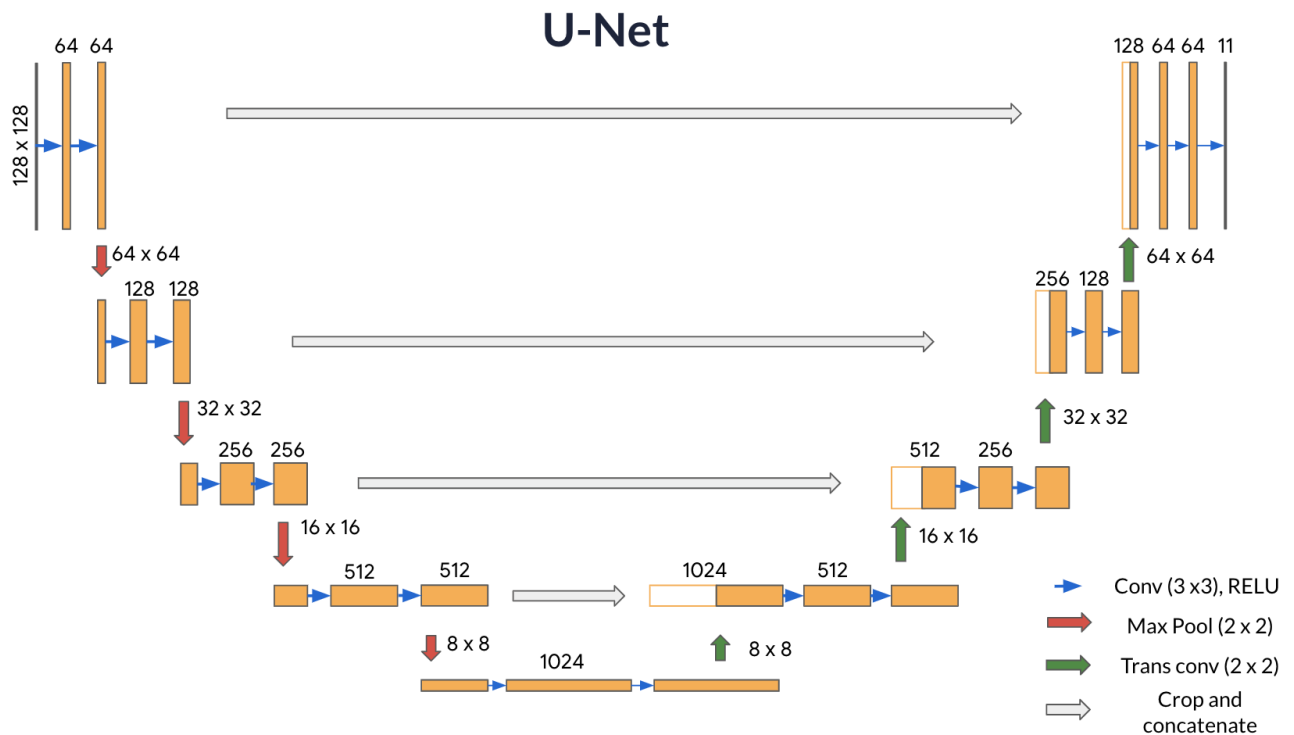 U-Net
64 64
128 64 64 11
128 x 128
64 x 64
64 x 64
128 128
256 128
32 x 32
32 x 32
256 256
512 256
16 x 16
16 x 16
512 512
1024 512
8 x 8
8 x 8
1024
Conv (3 x3), RELU
Max Pool (2 x 2)
Trans conv (2 x 2)
Crop and
concatenate